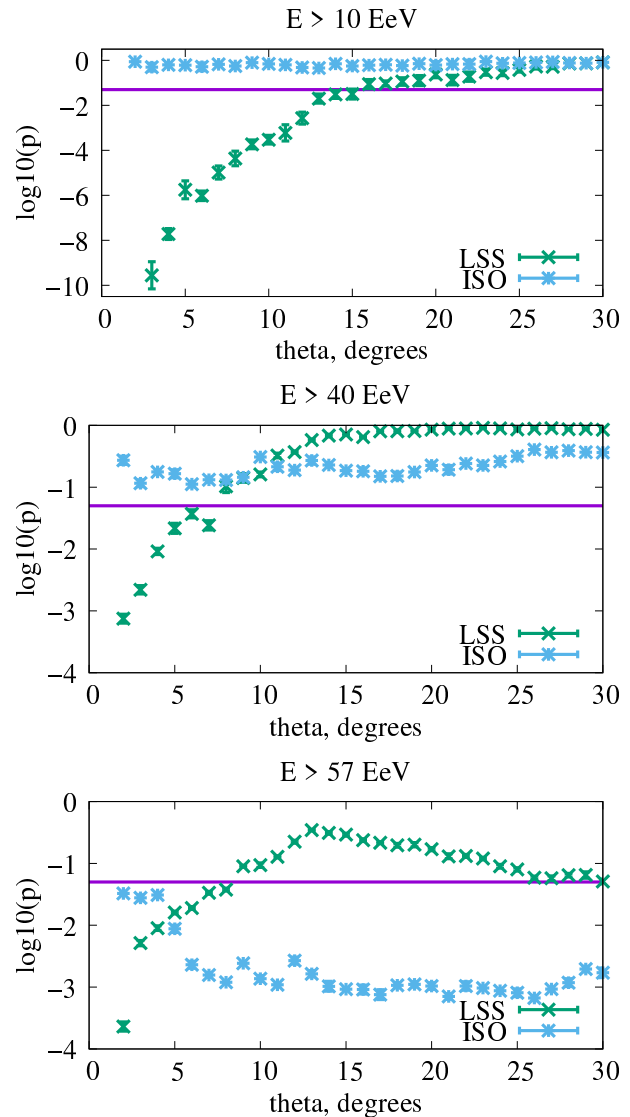 E > 10 EeV
0
−2
−4
−6
−8
−10
log10(p)
LSS
ISO
0 5 10 15 20 25 30
theta, degrees
E > 40 EeV
0
−1
−2
−3
−4
log10(p)
LSS
ISO
0 5 10 15 20 25 30
theta, degrees
E > 57 EeV
0
−1
−2
−3
−4
log10(p)
LSS
ISO
0 5 10 15 20 25 30
theta, degrees